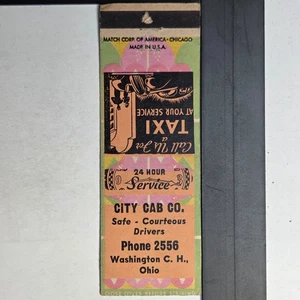 MATCH CORP. OF AMERICA - CHICAGO
MADE IN U.S.A.
Call Us For
a
TAXI
AT YOUR SERVICE
24 HOUR
Service
CITY CAB CO.
Safe - Courteous
Drivers
Phone 2556
Washington C. H.,
Ohio